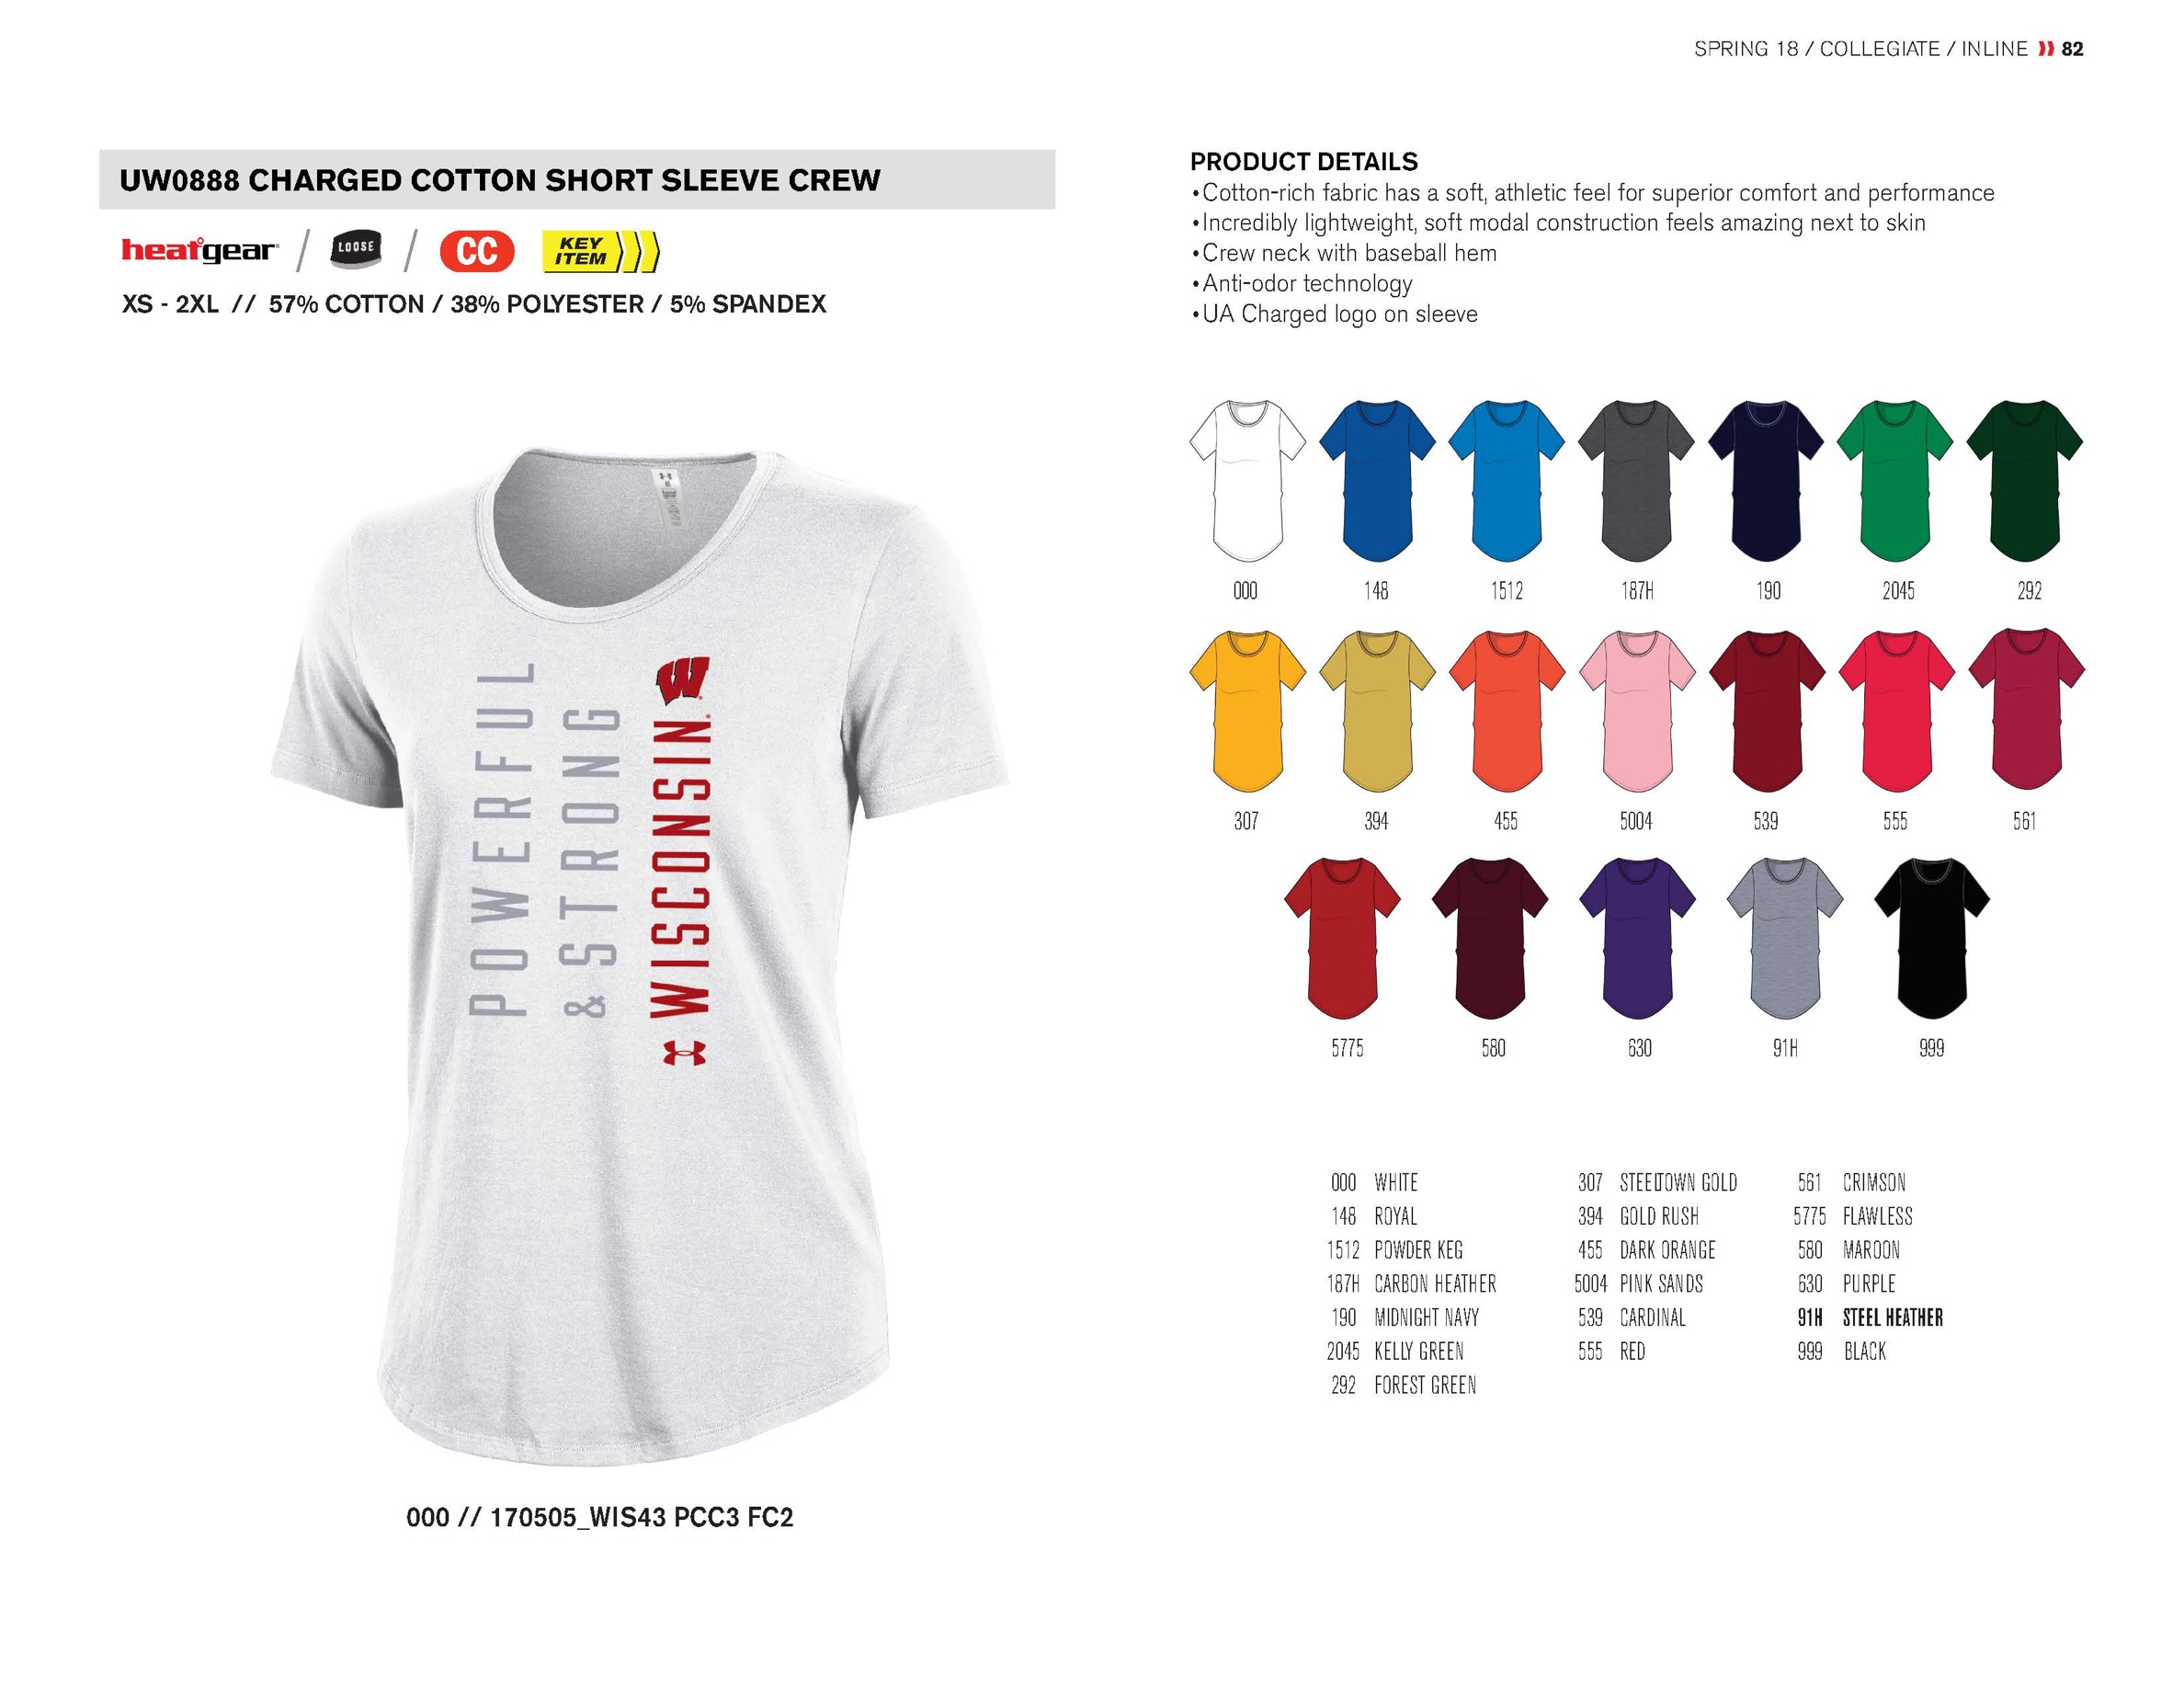 SPRING 18 / COLLEGIATE / INLINE 82
UW0888 CHARGED COTTON SHORT SLEEVE CREW
heatgear / LOOSE / CC KEY ITEM
XS - 2XL // 57% COTTON / 38% POLYESTER / 5% SPANDEX
PRODUCT DETAILS
•Cotton-rich fabric has a soft, athletic feel for superior comfort and performance
•Incredibly lightweight, soft modal construction feels amazing next to skin
•Crew neck with baseball hem
•Anti-odor technology
•UA Charged logo on sleeve
POWERFUL
& STRONG
WISCONSIN
W
000 // 170505_WIS43 PCC3 FC2
000 148 1512 187H 190 2045 292
307 394 455 5004 539 555 561
5775 580 630 91H 999
000 WHITE
148 ROYAL
1512 POWDER KEG
187H CARBON HEATHER
190 MIDNIGHT NAVY
2045 KELLY GREEN
292 FOREST GREEN
307 STEELTOWN GOLD
394 GOLD RUSH
455 DARK ORANGE
5004 PINK SANDS
539 CARDINAL
555 RED
561 CRIMSON
5775 FLAWLESS
580 MAROON
630 PURPLE
91H STEEL HEATHER
999 BLACK